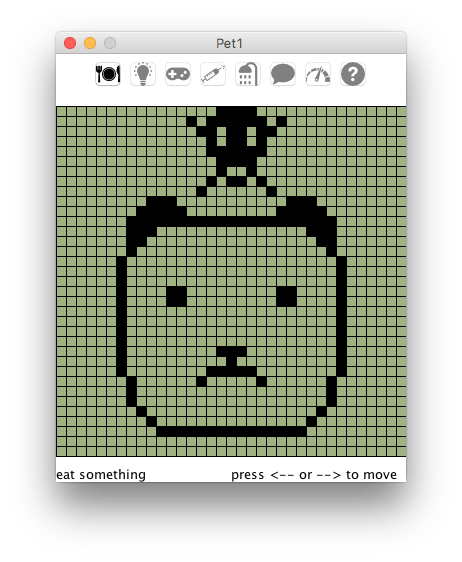 Pet1
?
eat something press <-- or --> to move